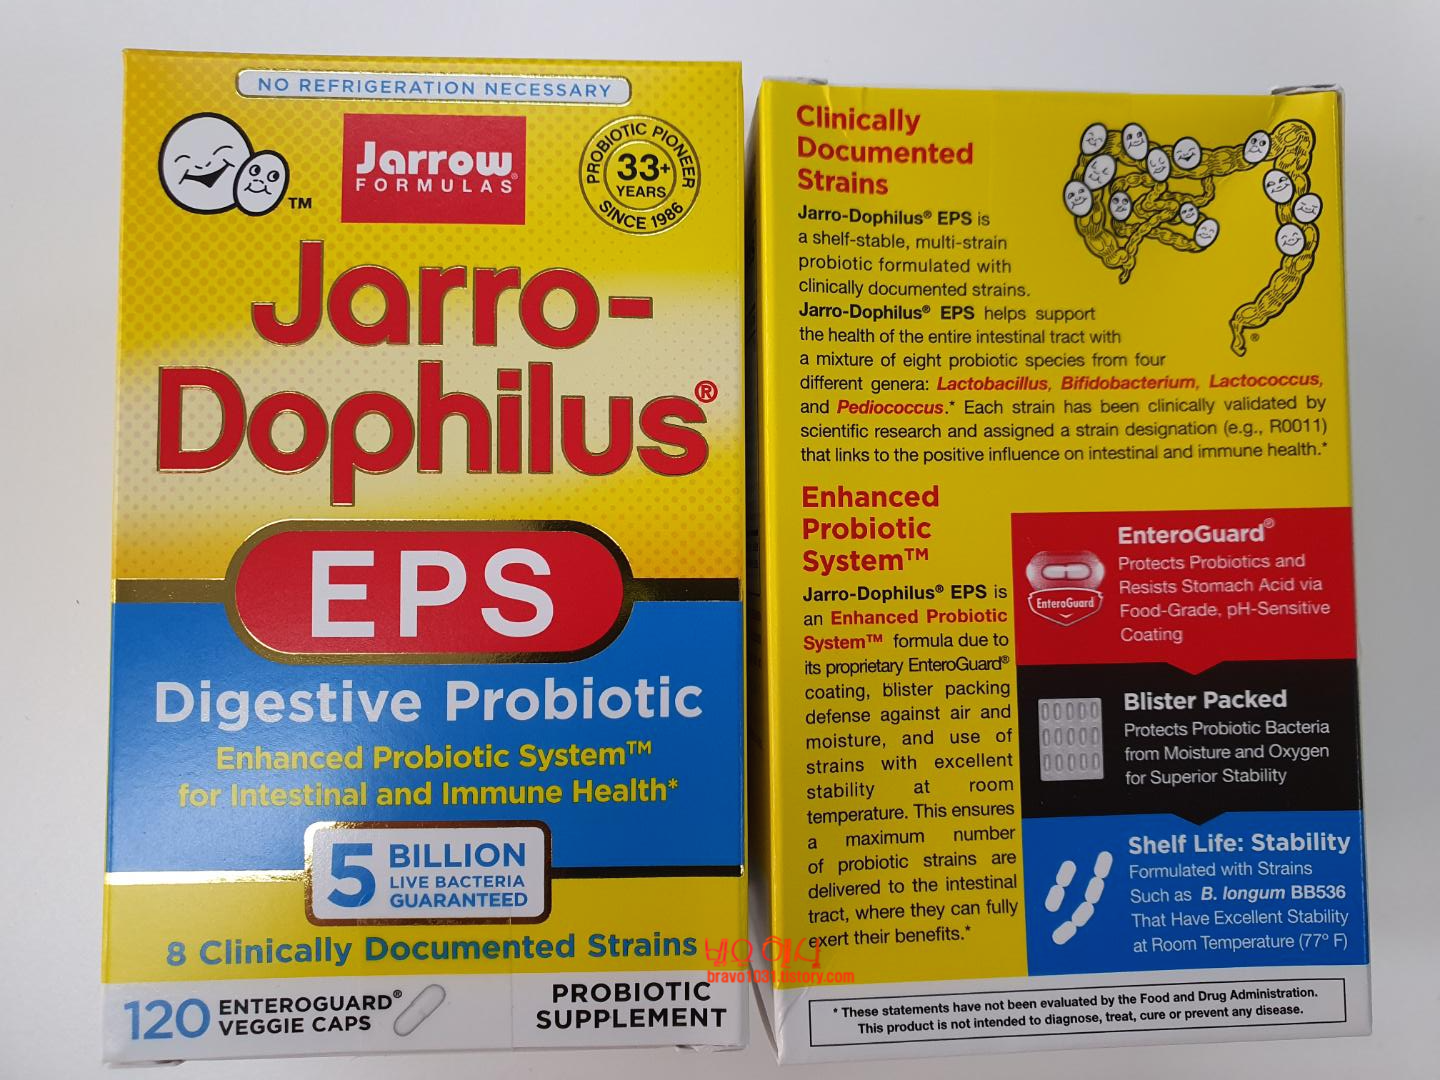 NO REFRIGERATION NECESSARY
Jarrow
FORMULAS®
PROBIOTIC PIONEER
33+
YEARS
SINCE 1986
TM
Jarro-
Dophilus®
EPS
Digestive Probiotic
Enhanced Probiotic System™
for Intestinal and Immune Health*
5 BILLION
LIVE BACTERIA
GUARANTEED
8 Clinically Documented Strains
120 ENTEROGUARD®
VEGGIE CAPS
PROBIOTIC
SUPPLEMENT
Clinically
Documented
Strains
Jarro-Dophilus® EPS is
a shelf-stable, multi-strain
probiotic formulated with
clinically documented strains.
Jarro-Dophilus® EPS helps support
the health of the entire intestinal tract with
a mixture of eight probiotic species from four
different genera: Lactobacillus, Bifidobacterium, Lactococcus,
and Pediococcus.* Each strain has been clinically validated by
scientific research and assigned a strain designation (e.g., R0011)
that links to the positive influence on intestinal and immune health.*
®
Enhanced
Probiotic
System™
Jarro-Dophilus® EPS is
an Enhanced Probiotic
System™ formula due to
its proprietary EnteroGuard®
coating, blister packing
defense against air and
moisture, and use of
strains with excellent
stability at room
temperature. This ensures
a maximum number
of probiotic strains are
delivered to the intestinal
tract, where they can fully
exert their benefits.*
EnteroGuard
EnteroGuard®
Protects Probiotics and
Resists Stomach Acid via
Food-Grade, pH-Sensitive
Coating
Blister Packed
Protects Probiotic Bacteria
from Moisture and Oxygen
for Superior Stability
Shelf Life: Stability
Formulated with Strains
Such as B. longum BB536
That Have Excellent Stability
at Room Temperature (77º F)
* These statements have not been evaluated by the Food and Drug Administration.
This product is not intended to diagnose, treat, cure or prevent any disease.
bravo1031.tistory.com